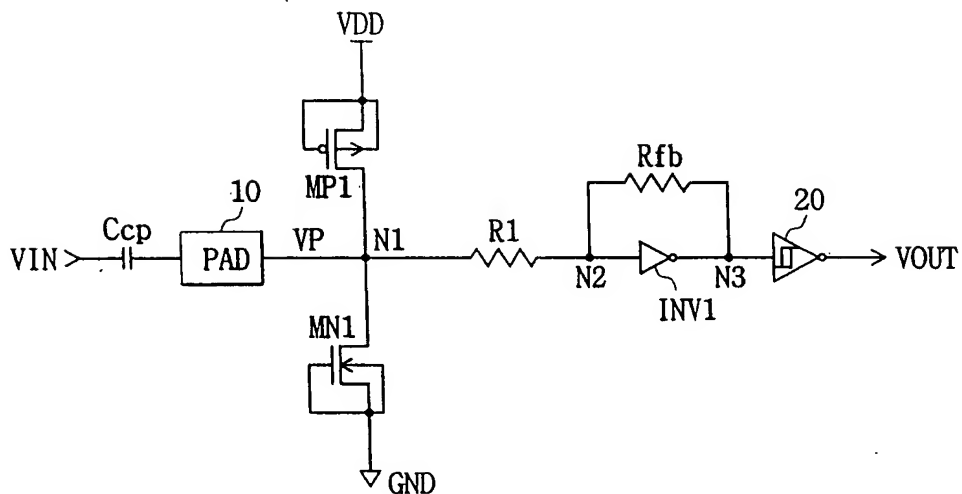 VDD
MP1
10
Ccp
VIN
PAD
VP
N1
R1
Rfb
N2
INV1
N3
20
VOUT
MN1
GND